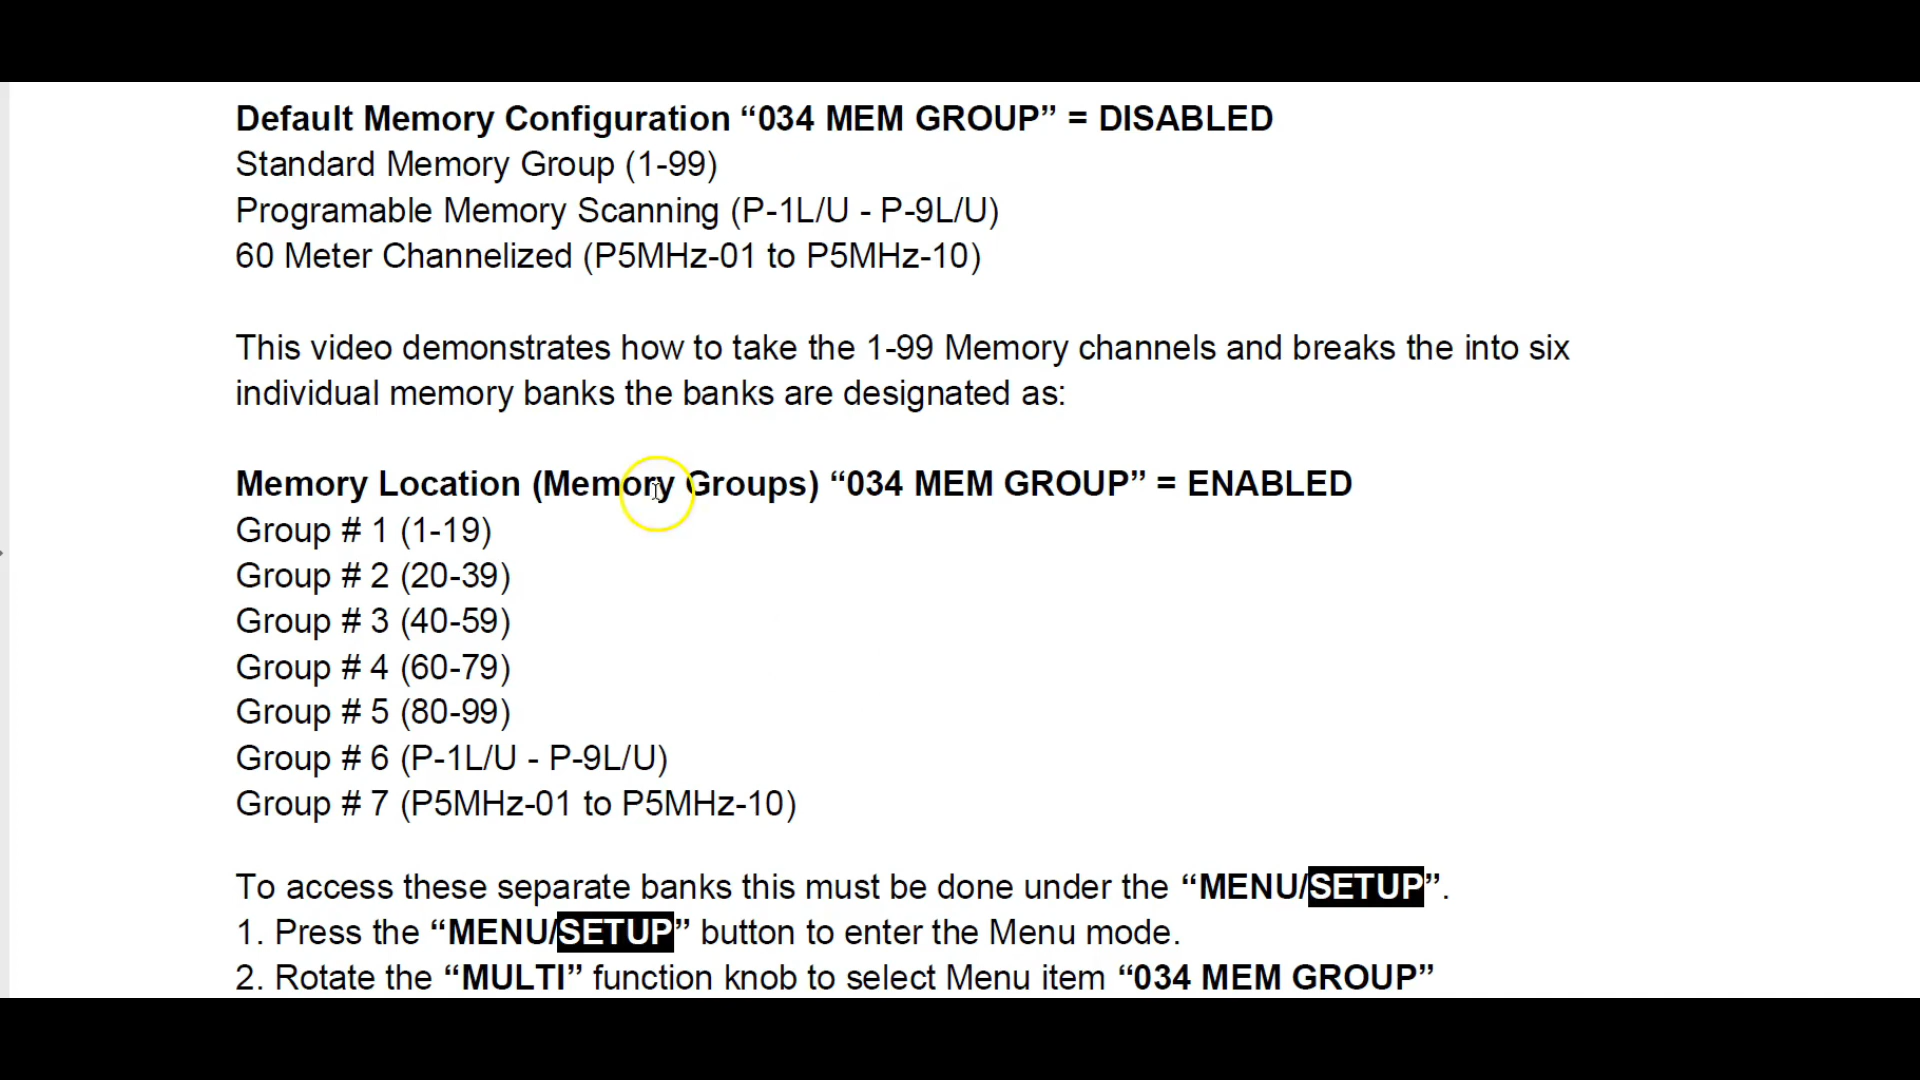 Default Memory Configuration “034 MEM GROUP” = DISABLED
Standard Memory Group (1-99)
Programable Memory Scanning (P-1L/U - P-9L/U)
60 Meter Channelized (P5MHz-01 to P5MHz-10)
This video demonstrates how to take the 1-99 Memory channels and breaks the into six
individual memory banks the banks are designated as:
Memory Location (Memory Groups) “034 MEM GROUP” = ENABLED
Group # 1 (1-19)
Group # 2 (20-39)
Group # 3 (40-59)
Group # 4 (60-79)
Group # 5 (80-99)
Group # 6 (P-1L/U - P-9L/U)
Group # 7 (P5MHz-01 to P5MHz-10)
To access these separate banks this must be done under the “MENU/SETUP”.
1. Press the “MENU/SETUP” button to enter the Menu mode.
2. Rotate the “MULTI” function knob to select Menu item “034 MEM GROUP”